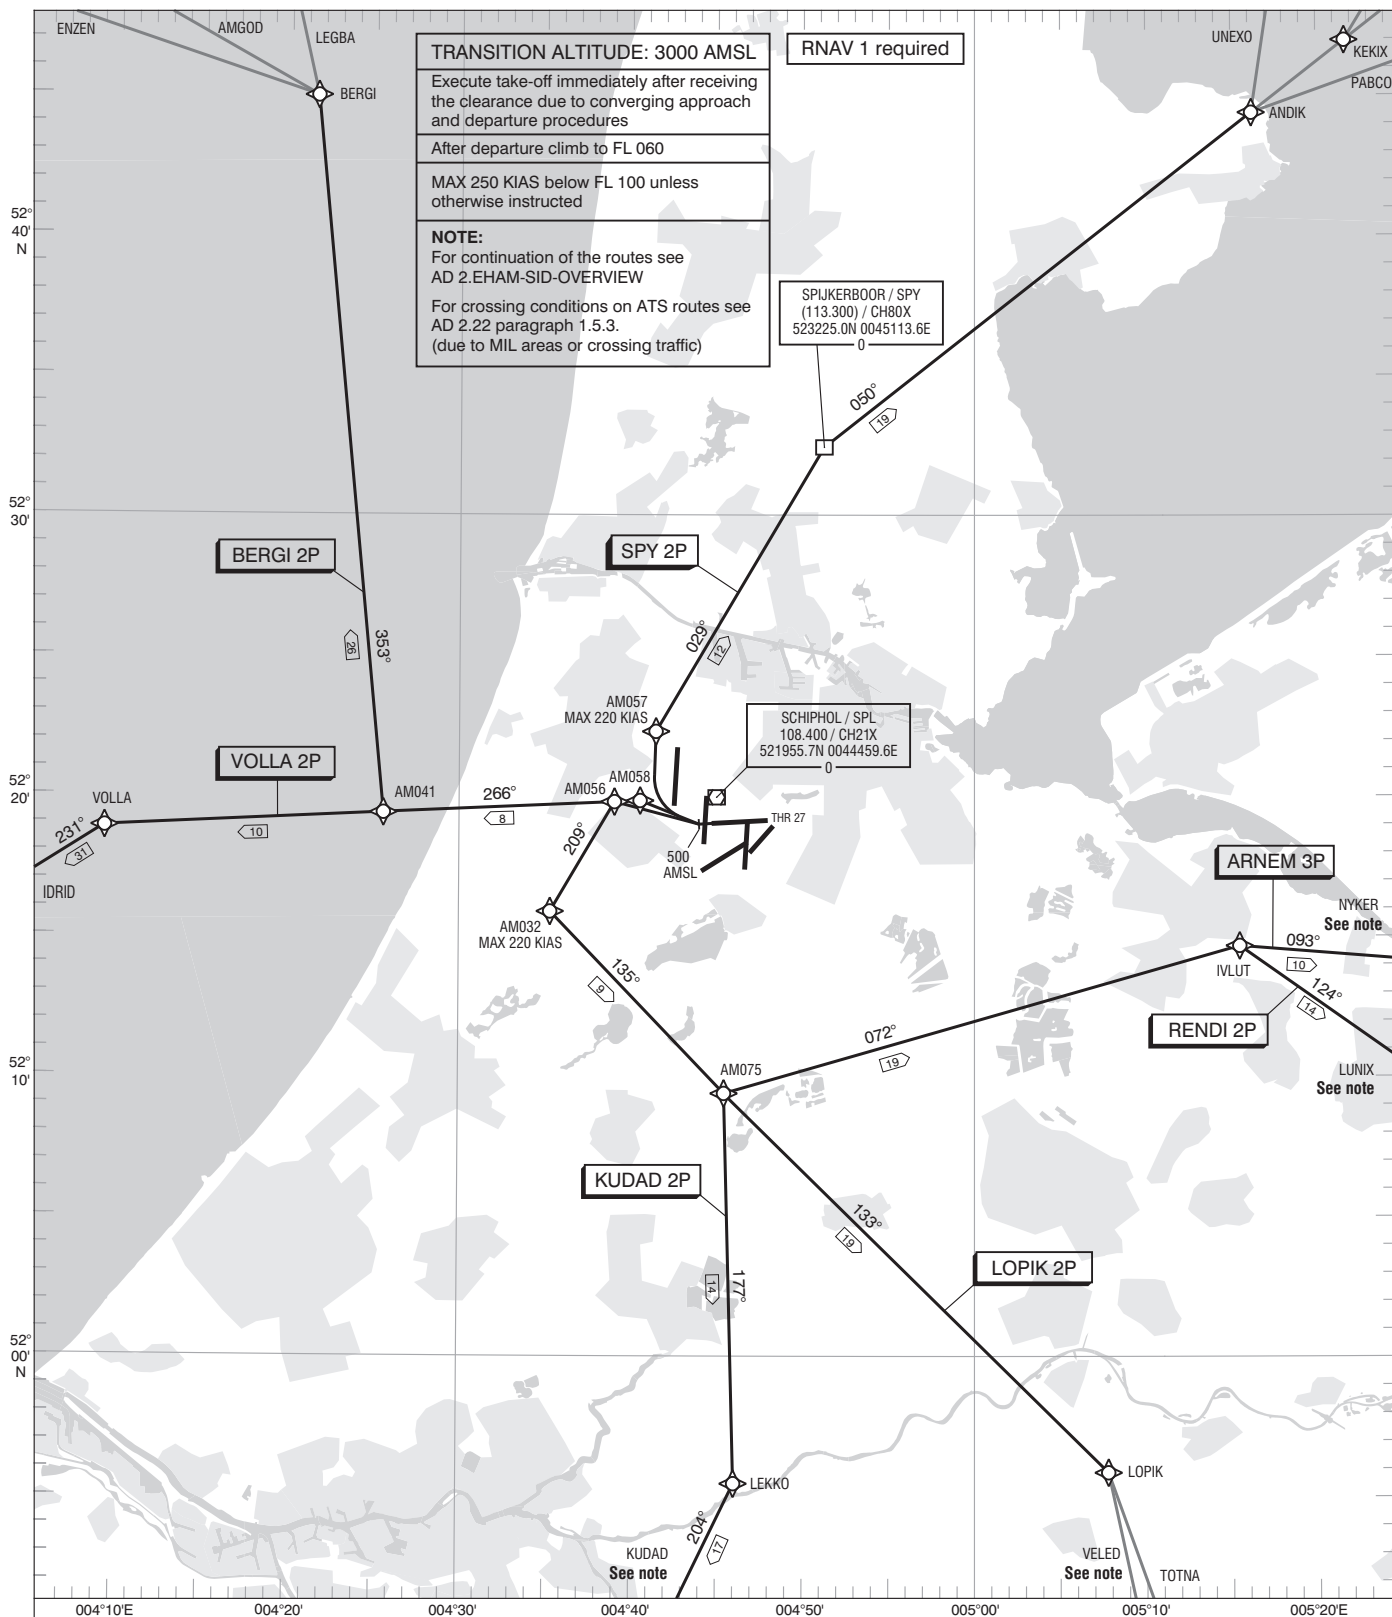 ENZEN
AMGOD
LEGBA
BERGI
TRANSITION ALTITUDE: 3000 AMSL
Execute take-off immediately after receiving
the clearance due to converging approach
and departure procedures
After departure climb to FL 060
MAX 250 KIAS below FL 100 unless
otherwise instructed
NOTE:
For continuation of the routes see
AD 2.EHAM-SID-OVERVIEW
For crossing conditions on ATS routes see
AD 2.22 paragraph 1.5.3.
(due to MIL areas or crossing traffic)
RNAV 1 required
UNEXO
KEKIX
PABCO
ANDIK
52°
40'
N
SPIJKERBOOR / SPY
(113.300) / CH80X
523225.0N 0045113.6E
0
050°
19
52°
30'
BERGI 2P
SPY 2P
353°
26
029°
12
AM057
MAX 220 KIAS
SCHIPHOL / SPL
108.400 / CH21X
521955.7N 0044459.6E
0
VOLLA 2P
52°
20'
VOLLA
AM041
266°
8
AM056
AM058
10
231°
31
IDRID
209°
THR 27
500
AMSL
AM032
MAX 220 KIAS
ARNEM 3P
NYKER
See note
093°
10
IVLUT
124°
14
RENDI 2P
135°
9
072°
19
52°
10'
AM075
LUNIX
See note
KUDAD 2P
133°
19
177°
14
LOPIK 2P
52°
00'
N
LEKKO
LOPIK
204°
17
KUDAD
See note
VELED
See note
TOTNA
004°10'E
004°20'
004°30'
004°40'
004°50'
005°00'
005°10'
005°20'E